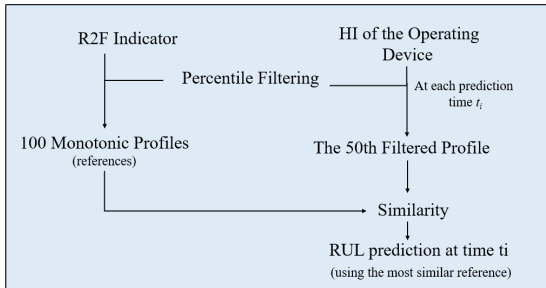 R2F Indicator
HI of the Operating
Device
Percentile Filtering
At each prediction
time ti
100 Monotonic Profiles
(references)
The 50th Filtered Profile
Similarity
RUL prediction at time ti
(using the most similar reference)